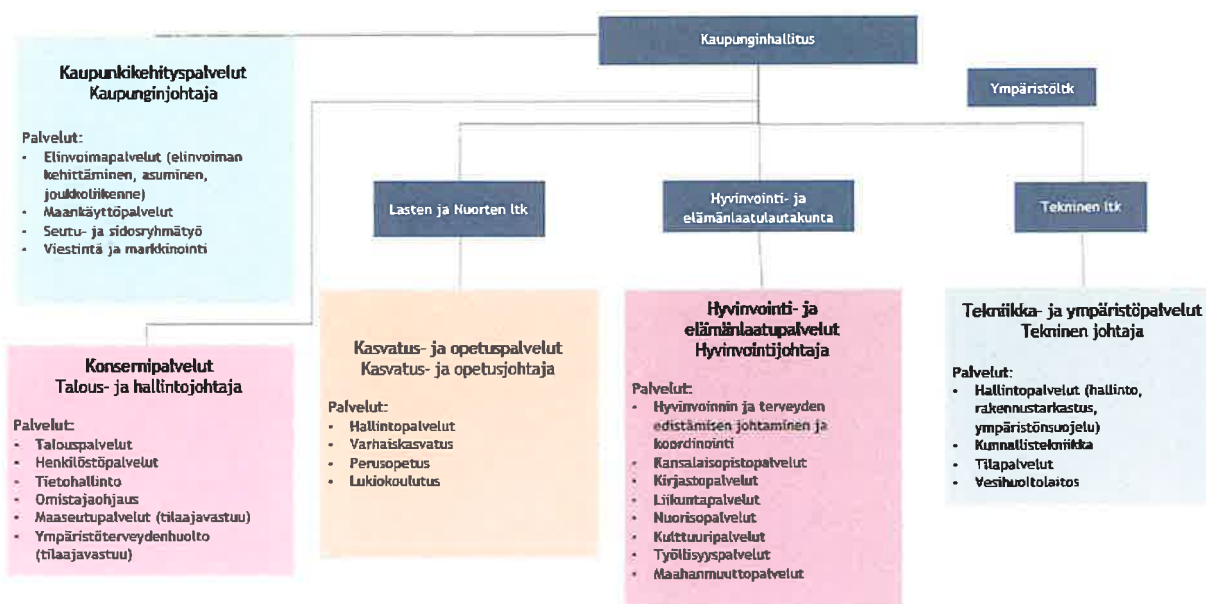 Kaupunginhallitus
Kaupunkikehityspalvelut
Kaupunginjohtaja
Palvelut:
• Elinvoimapalvelut (elinvoiman
kehittäminen, asuminen,
joukkoliikenne)
• Maankäyttöpalvelut
• Seutu- ja sidosryhmätyö
• Viestintä ja markkinointi
Ympäristöltk
Lasten ja Nuorten ltk
Hyvinvointi- ja
elämänlaatulautakunta
Tekninen ltk
Konsernipalvelut
Talous- ja hallintojohtaja
Palvelut:
• Talouspalvelut
• Henkilöstöpalvelut
• Tietohallinto
• Omistajaohjaus
• Maaseutupalvelut (tilaajavastuu)
• Ympäristöterveydenhuolto
(tilaajavastuu)
Kasvatus- ja opetuspalvelut
Kasvatus- ja opetusjohtaja
Palvelut:
• Hallintopalvelut
• Varhaiskasvatus
• Perusopetus
• Lukiokoulutus
Hyvinvointi- ja
elämänlaatupalvelut
Hyvinvointijohtaja
Palvelut:
• Hyvinvoinnin ja terveyden
edistämisen johtaminen ja
koordinointi
• Kansalaisopistopalvelut
• Kirjastopalvelut
• Liikuntapalvelut
• Nuorisopalvelut
• Kulttuuripalvelut
• Työllisyyspalvelut
• Maahanmuuttopalvelut
Tekniikka- ja ympäristöpalvelut
Tekninen johtaja
Palvelut:
• Hallintopalvelut (hallinto,
rakennustarkastus,
ympäristönsuojelu)
• Kunnallistekniikka
• Tilapalvelut
• Vesihuoltolaitos